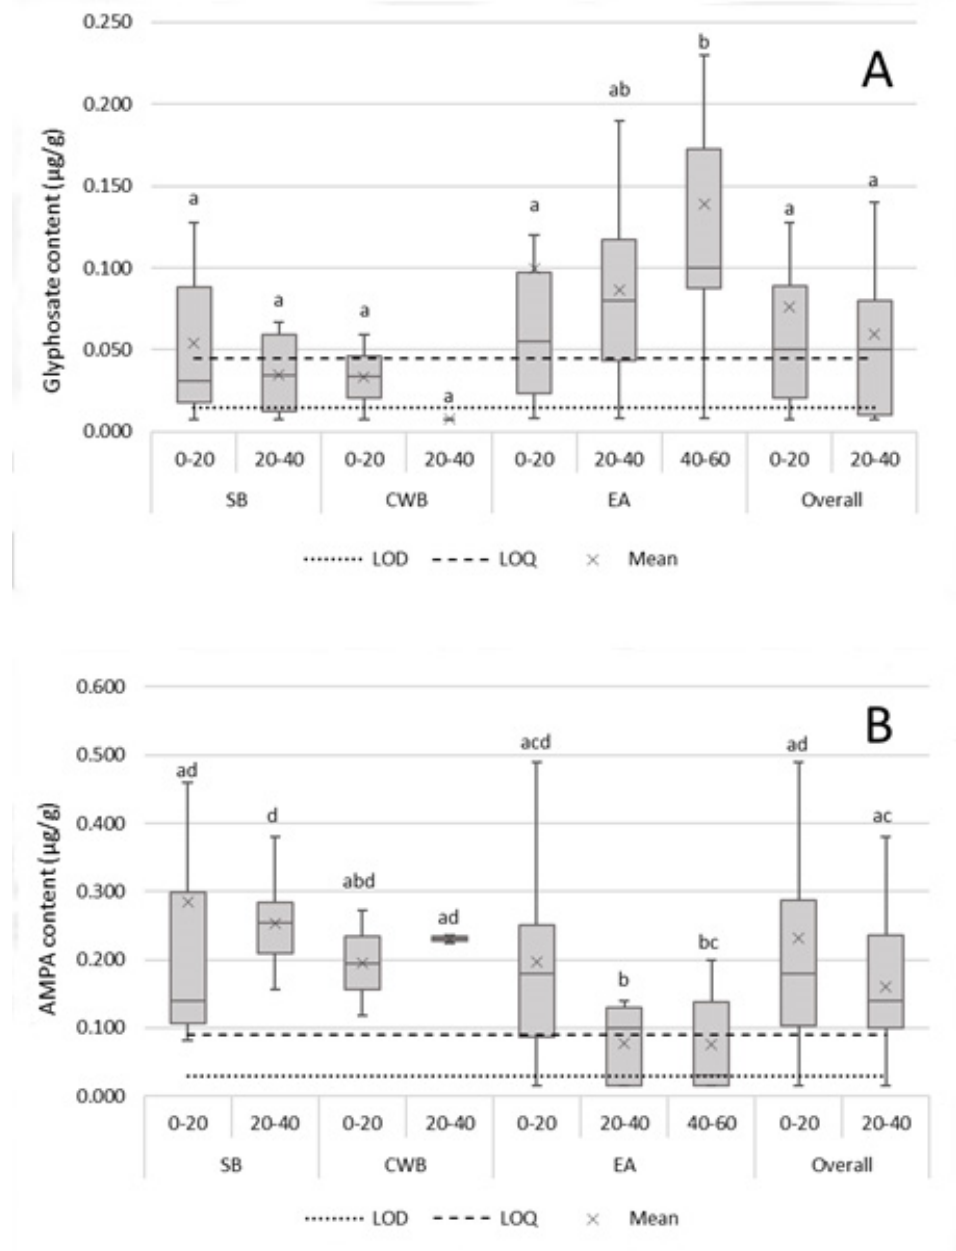 A
Glyphosate content (µg/g)
0.250
0.200
0.150
0.100
0.050
0.000
a a a a a ab b a a
0-20 20-40 0-20 20-40 0-20 20-40 40-60 0-20 20-40
SB CWB EA Overall
LOD LOQ Mean
B
AMPA content (µg/g)
0.600
0.500
0.400
0.300
0.200
0.100
0.000
ad d abd ad acd b bc ad ac
0-20 20-40 0-20 20-40 0-20 20-40 40-60 0-20 20-40
SB CWB EA Overall
LOD LOQ Mean